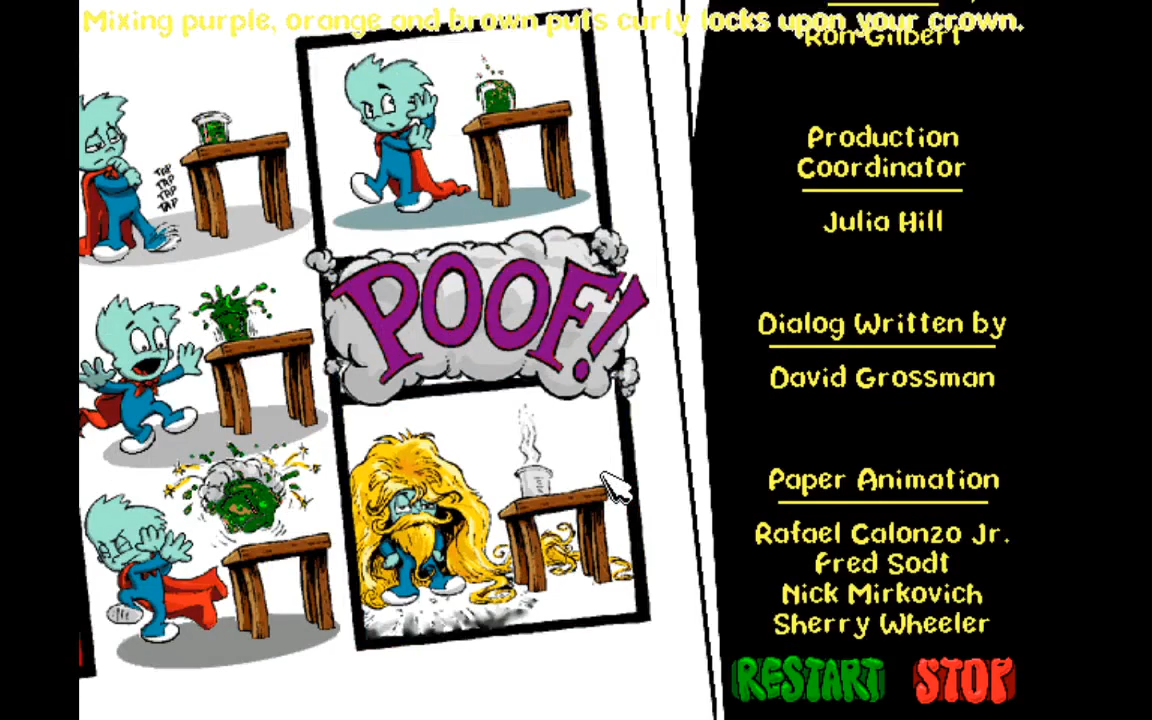 Mixing purple, orange and brown puts curly locks upon your crown.
Ron Gilbert
TAP
TAP
TAP
TAP
POOF!
Production
Coordinator
Julia Hill
Dialog Written by
David Grossman
Paper Animation
Rafael Calonzo Jr.
Fred Sodt
Nick Mirkovich
Sherry Wheeler
RESTART STOP